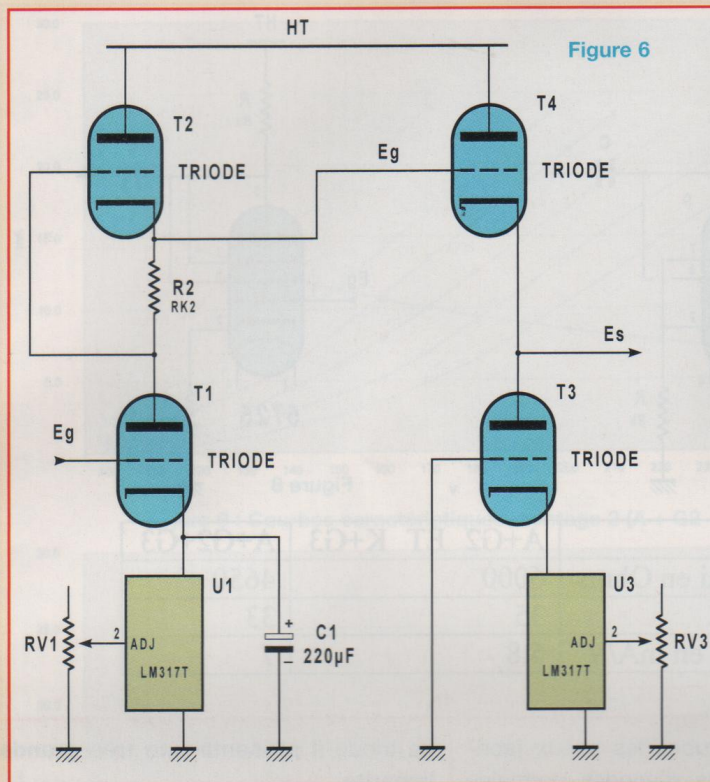 HT
Figure 6
T2
T4
Eg
TRIODE
TRIODE
R2
RK2
Es
T1
T3
Eg
TRIODE
TRIODE
U1
U3
RV1
2
ADJ
LM317T
+
C1
220µF
–
ADJ
LM317T
2
RV3